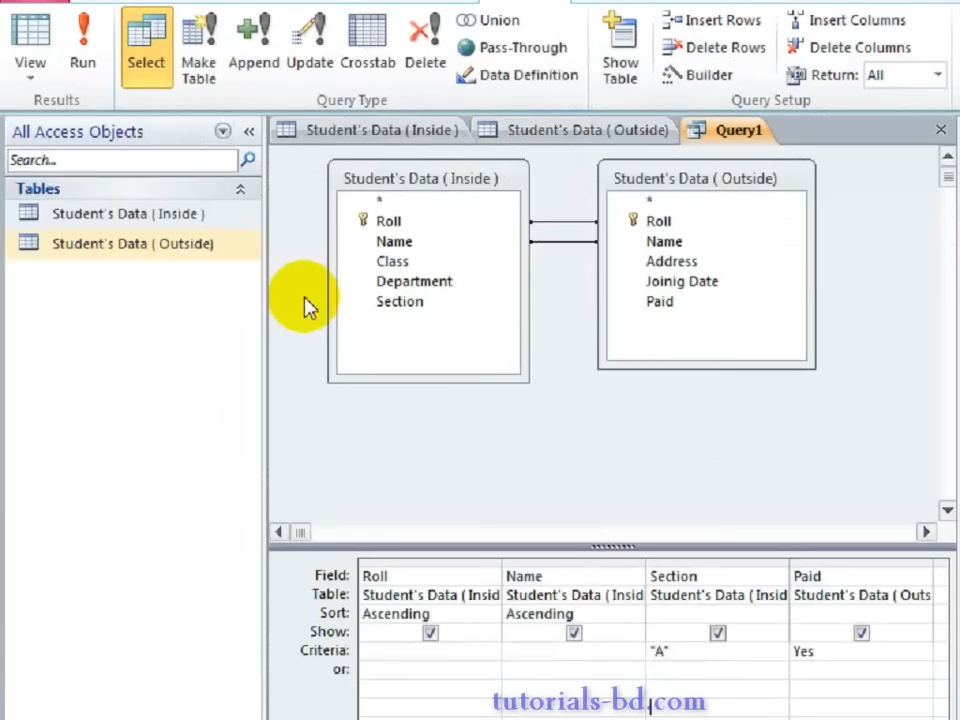 View
Run
Select
Make Table
Append
Update
Crosstab
Delete
Union
Pass-Through
Data Definition
Show Table
Insert Rows
Delete Rows
Builder
Insert Columns
Delete Columns
Return: All
Results
Query Type
Query Setup
All Access Objects
Student's Data ( Inside )
Student's Data ( Outside)
Query1
Search...
Tables
Student's Data ( Inside )
Student's Data ( Outside)
Student's Data ( Inside )
*
Roll
Name
Class
Department
Section
Student's Data ( Outside)
*
Roll
Name
Address
Joinig Date
Paid
Field: Roll Name Section Paid
Table: Student's Data ( Insid Student's Data ( Insid Student's Data ( Insid Student's Data ( Outs
Sort: Ascending Ascending
Show:
Criteria: "A" Yes
or:
tutorials-bd.com